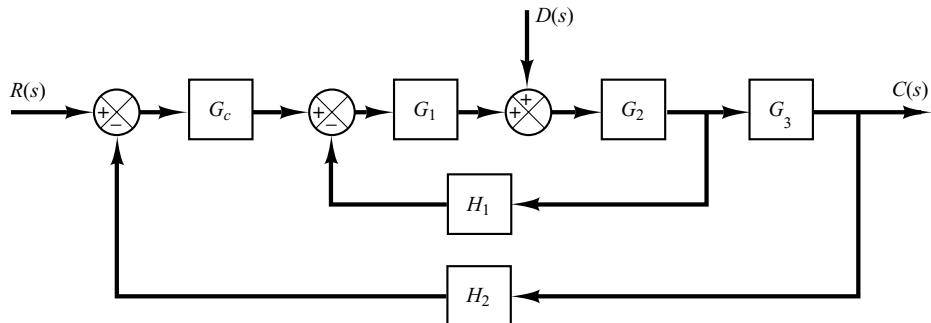 D(s)
R(s)
+
−
G_c
+
−
G_1
+
+
G_2
G_3
C(s)
H_1
H_2